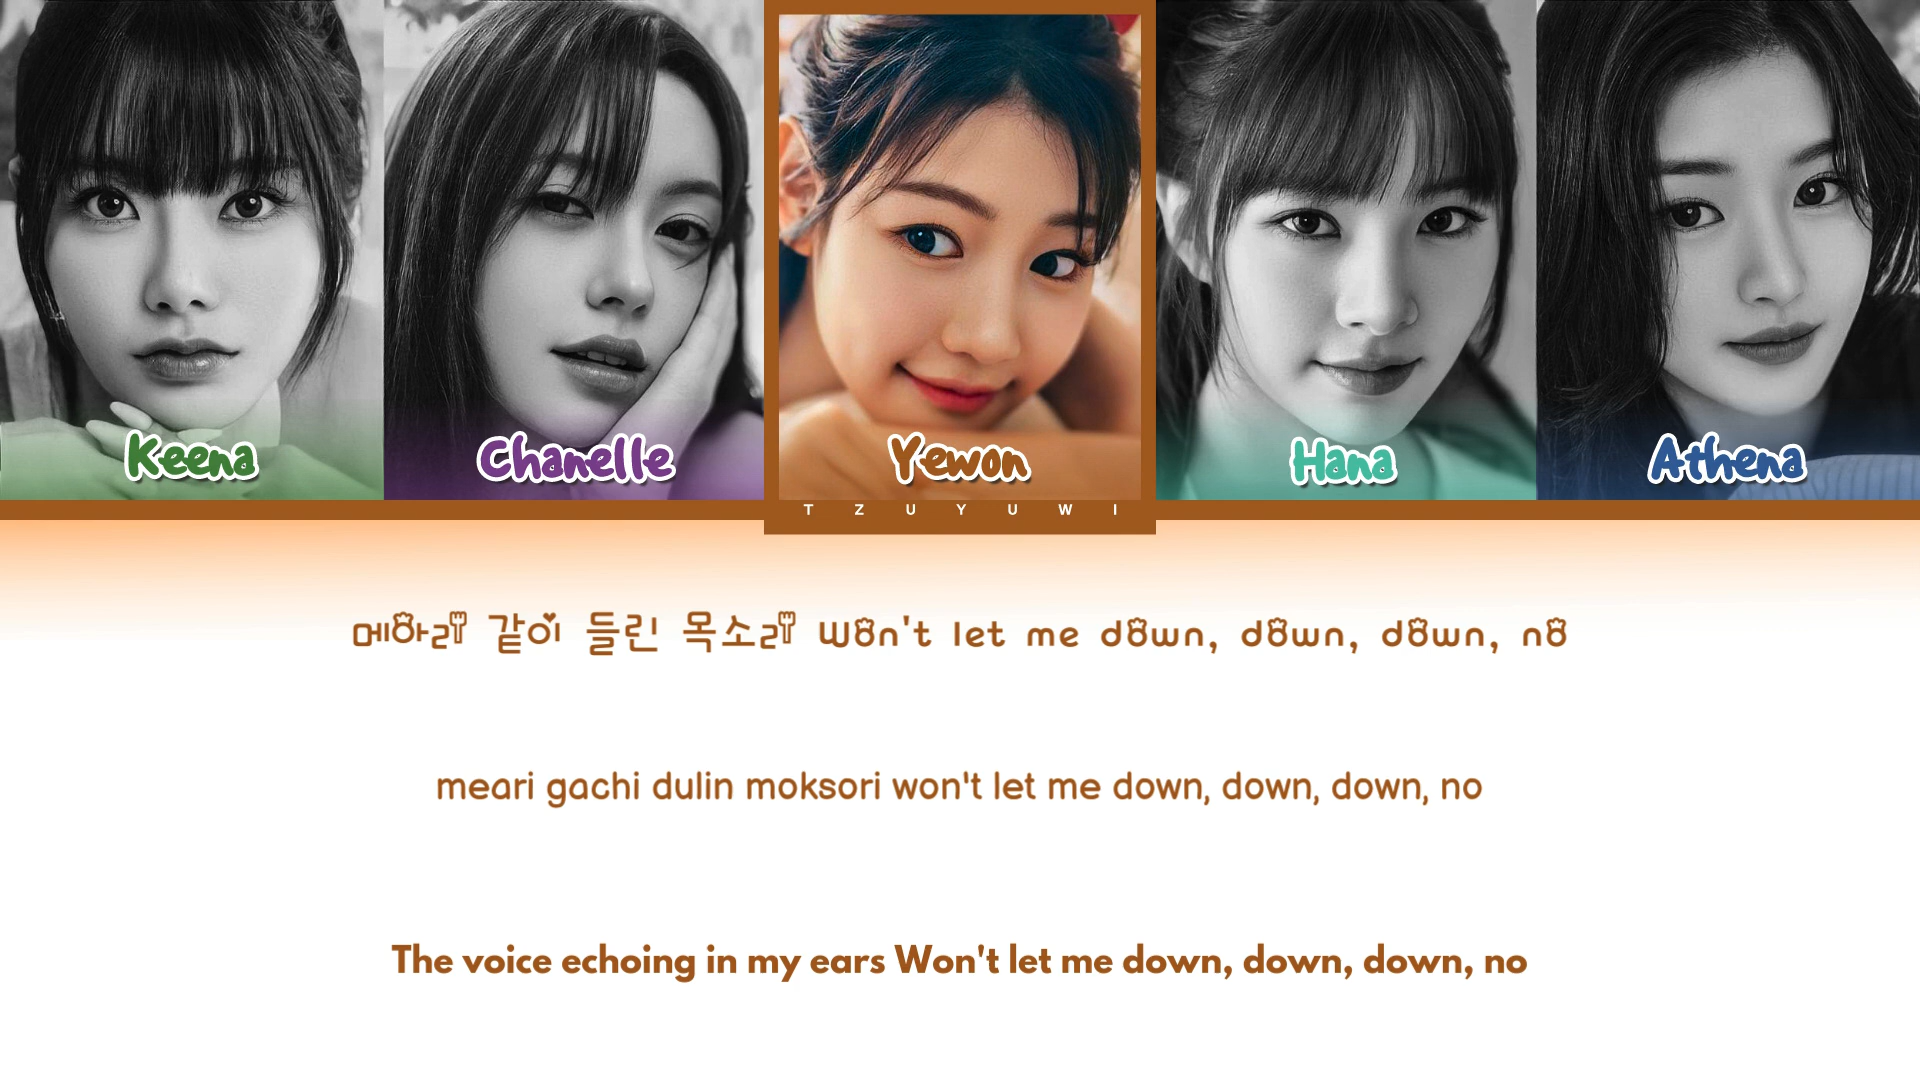 Keena
Chanelle
Yewon
Hana
Athena
TZUYUWI
메아리 같이 들린 목소리 Won't let me down, down, down, no
meari gachi dulin moksori won't let me down, down, down, no
The voice echoing in my ears Won't let me down, down, down, no